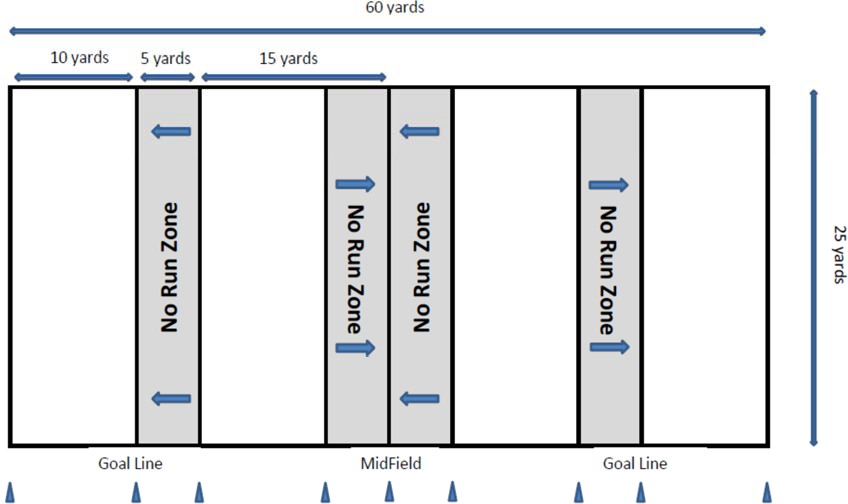 60 yards
10 yards
5 yards
15 yards
No Run Zone
No Run Zone
No Run Zone
No Run Zone
25 yards
Goal Line
MidField
Goal Line